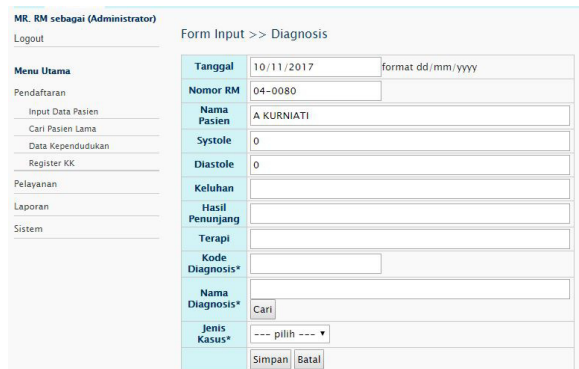 MR. RM sebagai (Administrator)
Logout
Menu Utama
Pendaftaran
Input Data Pasien
Cari Pasien Lama
Data Kependudukan
Register KK
Pelayanan
Laporan
Sistem
Form Input >> Diagnosis
Tanggal 10/11/2017 format dd/mm/yyyy
Nomor RM 04-0080
Nama
Pasien A KURNIATI
Systole 0
Diastole 0
Keluhan
Hasil
Penunjang
Terapi
Kode
Diagnosis*
Nama
Diagnosis*
Cari
Jenis
Kasus* --- pilih ---
Simpan Batal